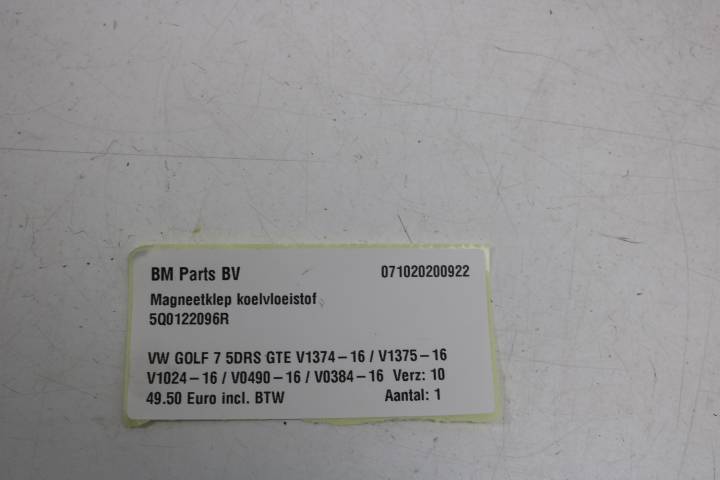 BM Parts BV 071020200922
Magneetklep koelvloeistof
5Q0122096R
VW GOLF 7 5DRS GTE V1374-16 / V1375-16
V1024-16 / V0490-16 / V0384-16 Verz: 10
49.50 Euro incl. BTW Aantal: 1